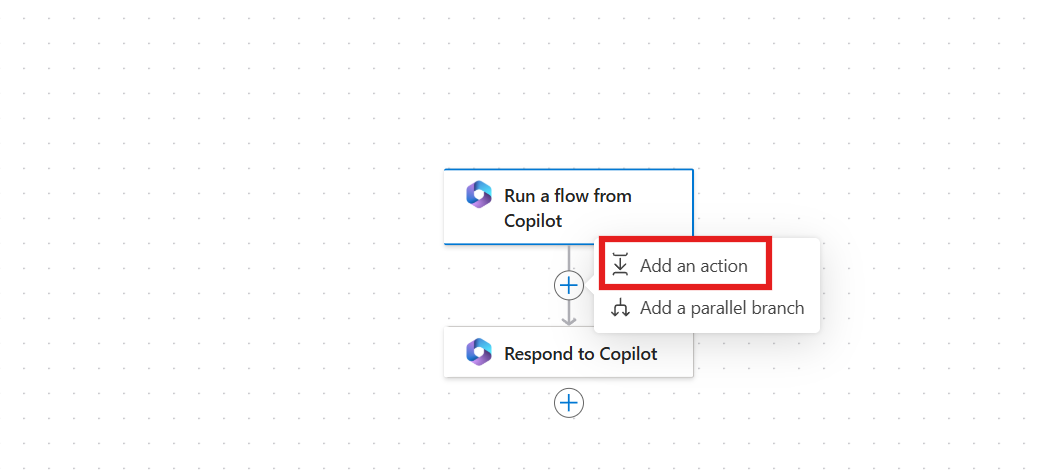 Run a flow from
Copilot
Add an action
Add a parallel branch
Respond to Copilot